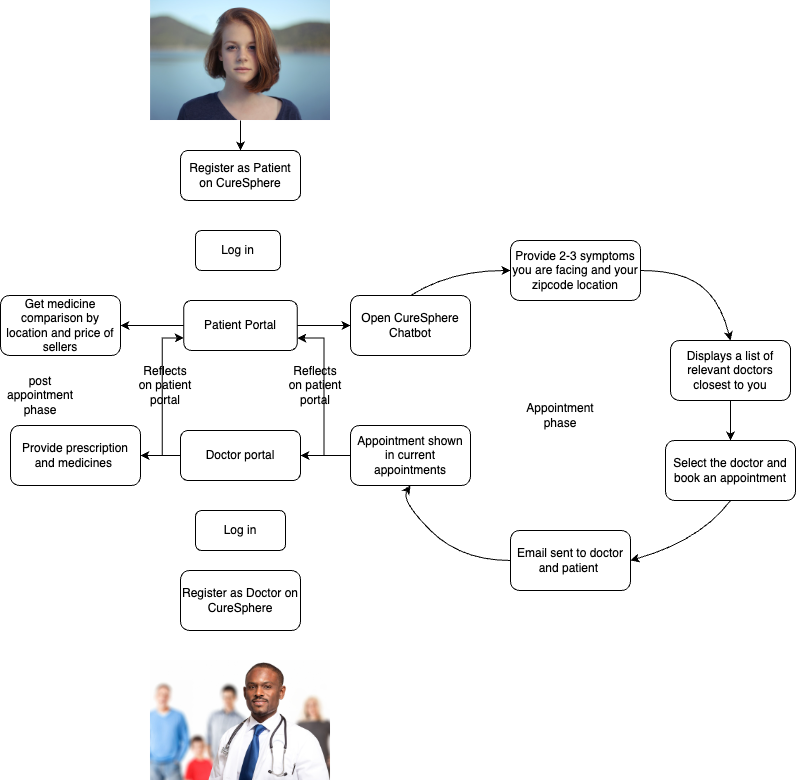 Register as Patient
on CureSphere
Log in
Provide 2-3 symptoms
you are facing and your
zipcode location
Get medicine
comparison by
location and price of
sellers
Patient Portal
Open CureSphere
Chatbot
Displays a list of
relevant doctors
closest to you
Reflects
on patient
portal
Reflects
on patient
portal
post
appointment
phase
Appointment
phase
Provide prescription
and medicines
Doctor portal
Appointment shown
in current
appointments
Select the doctor and
book an appointment
Log in
Email sent to doctor
and patient
Register as Doctor on
CureSphere